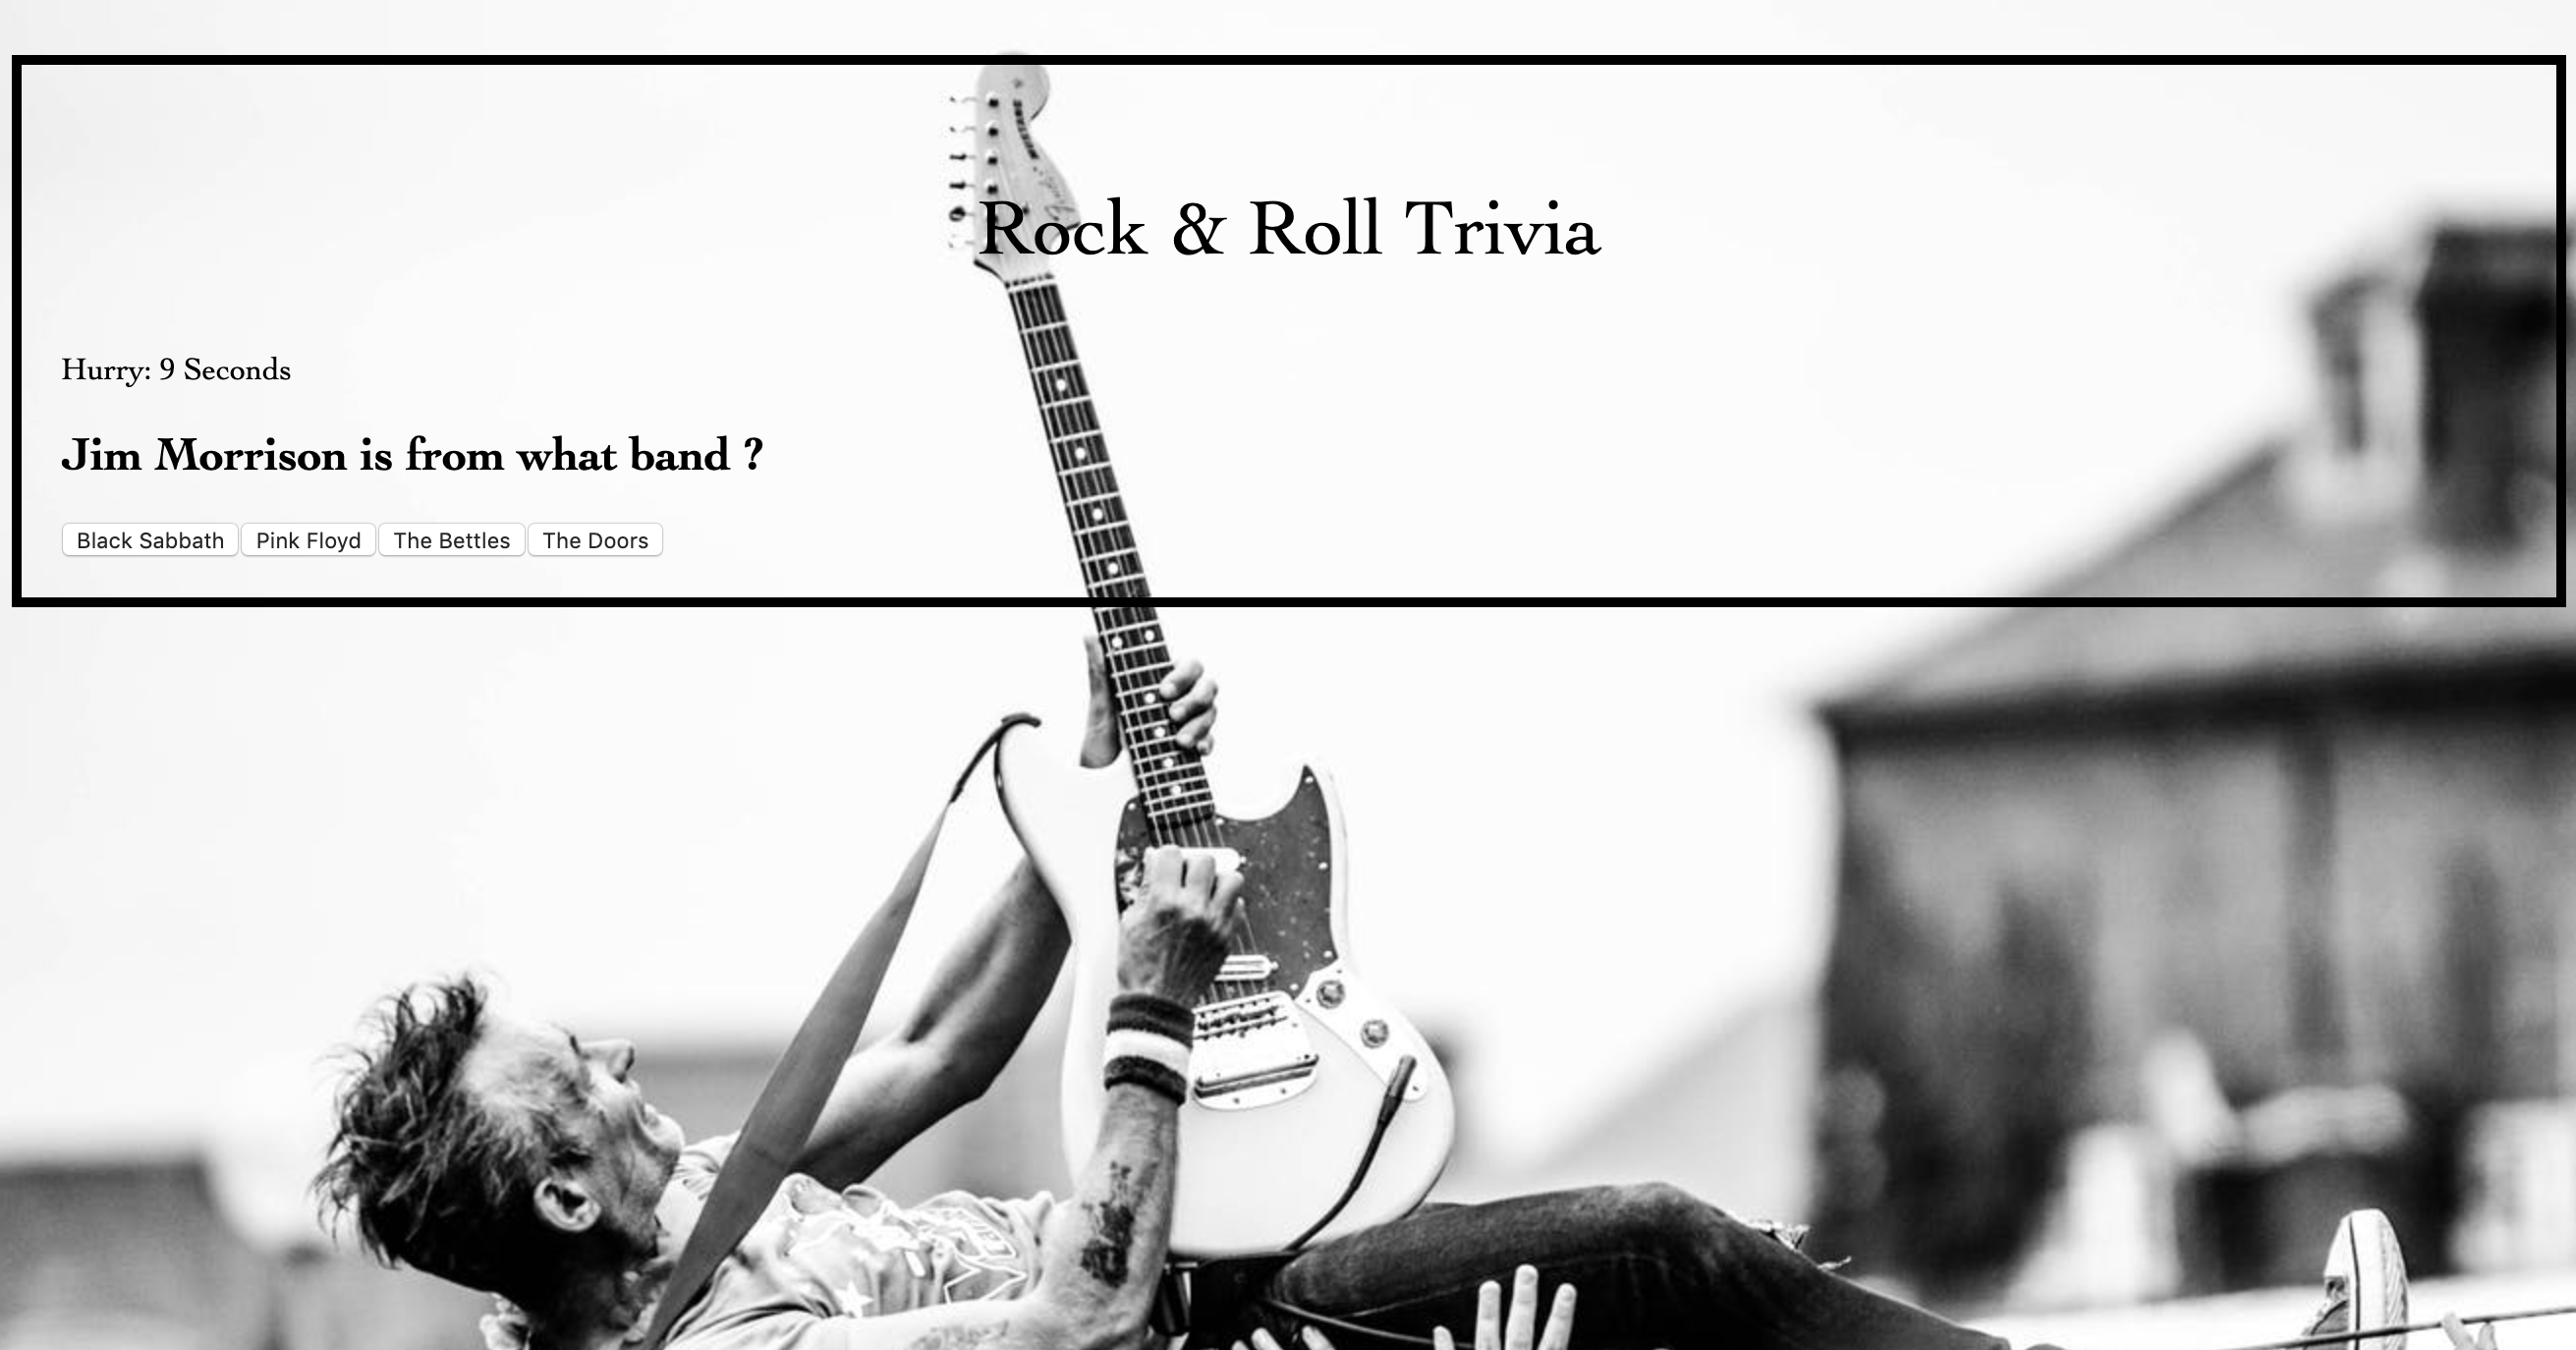 Rock & Roll Trivia
Hurry: 9 Seconds
Jim Morrison is from what band ?
Black Sabbath Pink Floyd The Bettles The Doors